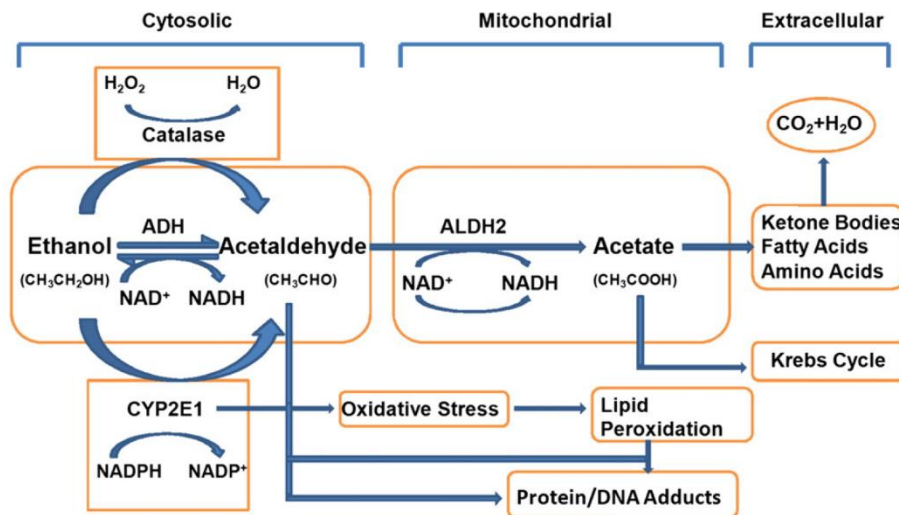 Cytosolic
Mitochondrial
Extracellular
H₂O₂
H₂O
Catalase
CO₂+H₂O
ADH
Ethanol
Acetaldehyde
(CH₃CH₂OH)
(CH₃CHO)
NAD⁺
NADH
ALDH2
Acetate
(CH₃COOH)
NAD⁺
NADH
Ketone Bodies
Fatty Acids
Amino Acids
Krebs Cycle
CYP2E1
NADPH
NADP⁺
Oxidative Stress
Lipid
Peroxidation
Protein/DNA Adducts